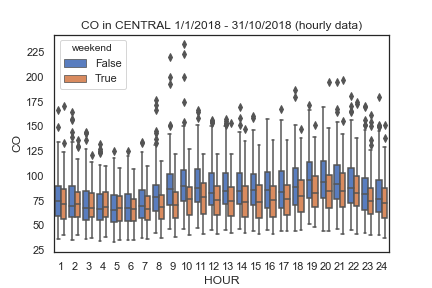 CO in CENTRAL 1/1/2018 - 31/10/2018 (hourly data)
weekend
False
True
225
200
175
150
125
100
75
50
25
CO
1 2 3 4 5 6 7 8 9 10 11 12 13 14 15 16 17 18 19 20 21 22 23 24
HOUR